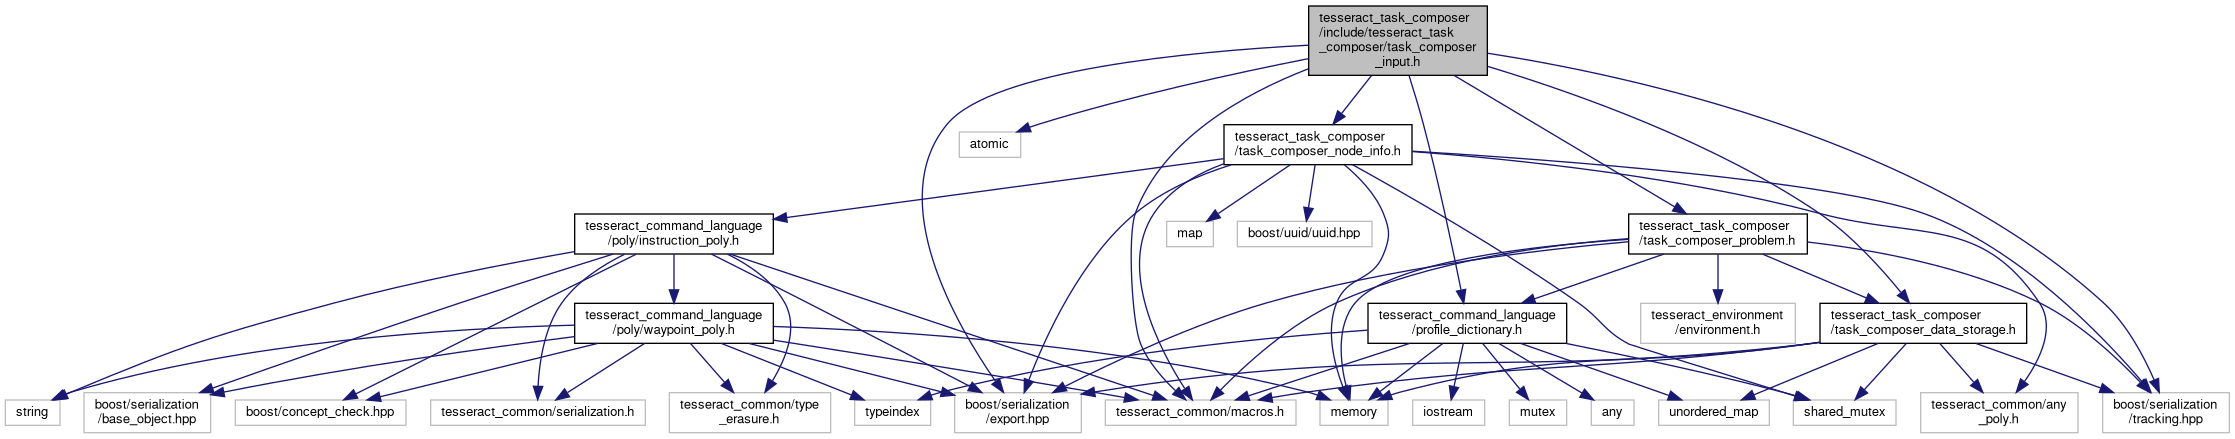 tesseract_task_composer
/include/tesseract_task
_composer/task_composer
_input.h
atomic
tesseract_task_composer
/task_composer_node_info.h
tesseract_command_language
/poly/instruction_poly.h
map
boost/uuid/uuid.hpp
tesseract_task_composer
/task_composer_problem.h
tesseract_command_language
/poly/waypoint_poly.h
tesseract_command_language
/profile_dictionary.h
tesseract_environment
/environment.h
tesseract_task_composer
/task_composer_data_storage.h
string
boost/serialization
/base_object.hpp
boost/concept_check.hpp
tesseract_common/serialization.h
tesseract_common/type
_erasure.h
typeindex
boost/serialization
/export.hpp
tesseract_common/macros.h
memory
iostream
mutex
any
unordered_map
shared_mutex
tesseract_common/any
_poly.h
boost/serialization
/tracking.hpp